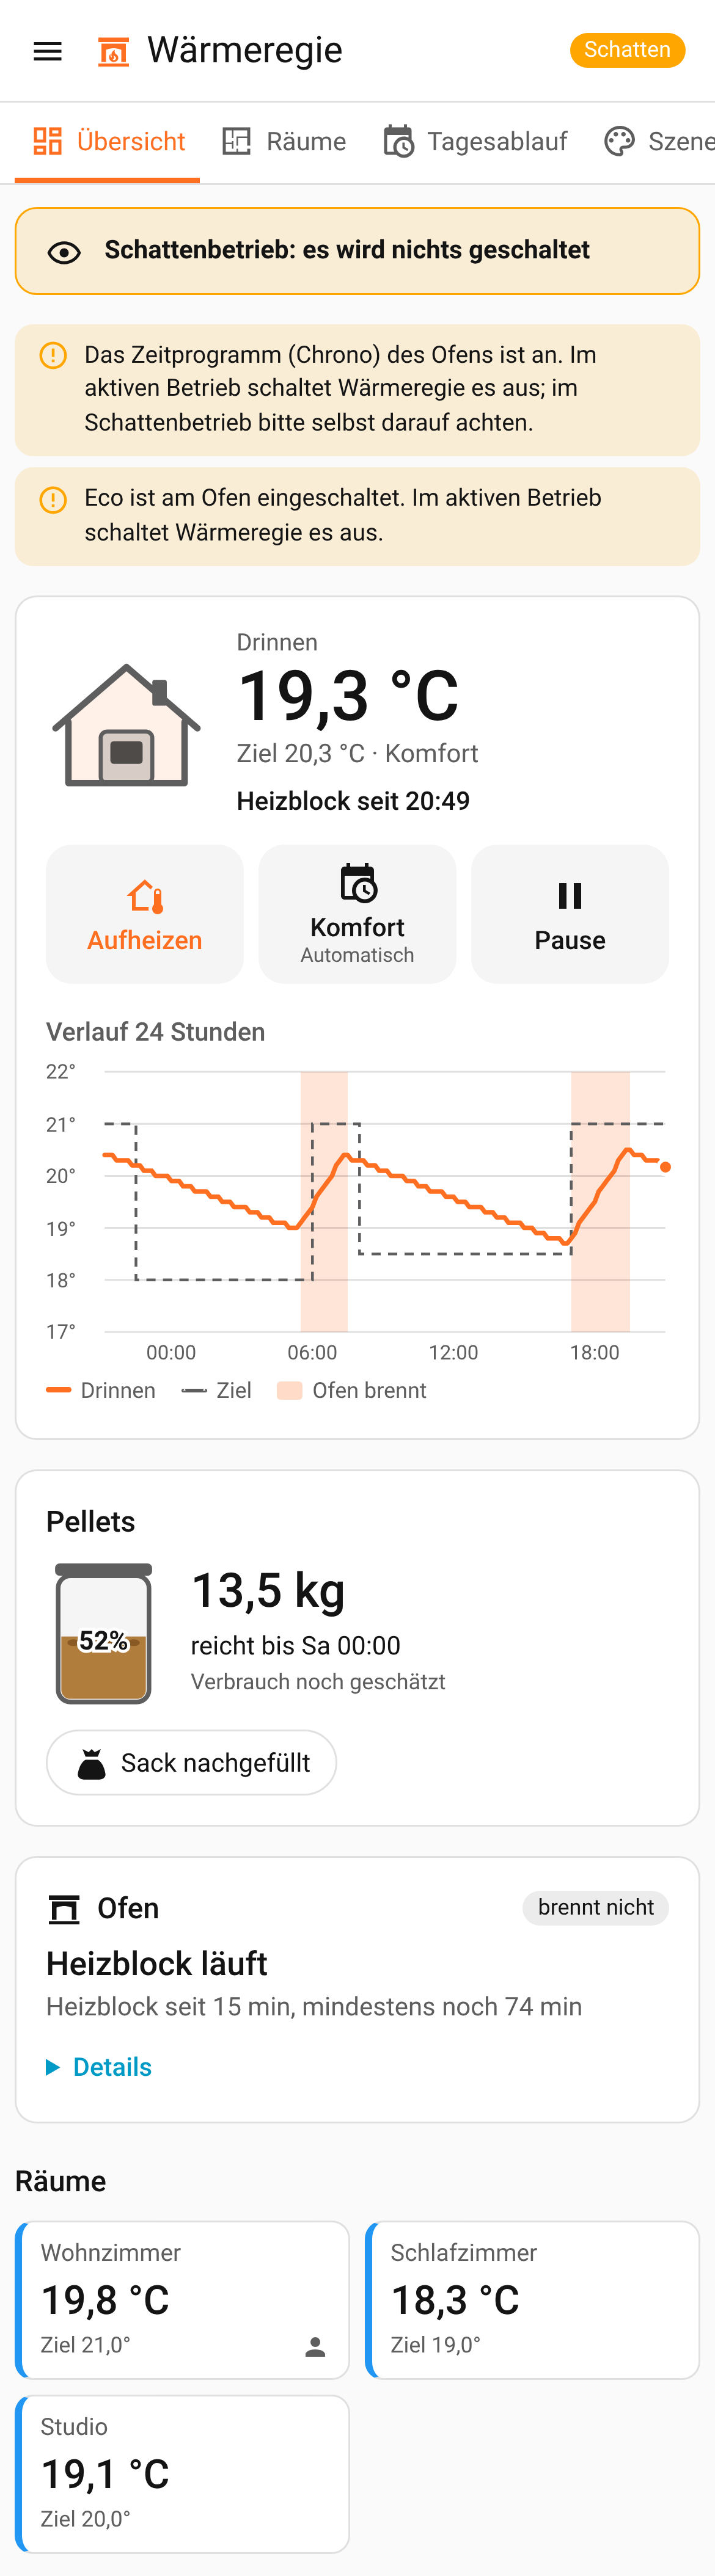 Wärmeregie
Schatten
Übersicht
Räume
Tagesablauf
Szene
Schattenbetrieb: es wird nichts geschaltet
Das Zeitprogramm (Chrono) des Ofens ist an. Im
aktiven Betrieb schaltet Wärmeregie es aus; im
Schattenbetrieb bitte selbst darauf achten.
Eco ist am Ofen eingeschaltet. Im aktiven Betrieb
schaltet Wärmeregie es aus.
Drinnen
19,3 °C
Ziel 20,3 °C · Komfort
Heizblock seit 20:49
Aufheizen
Komfort
Automatisch
Pause
Verlauf 24 Stunden
22°
21°
20°
19°
18°
17°
00:00
06:00
12:00
18:00
Drinnen
Ziel
Ofen brennt
Pellets
52%
13,5 kg
reicht bis Sa 00:00
Verbrauch noch geschätzt
Sack nachgefüllt
Ofen
brennt nicht
Heizblock läuft
Heizblock seit 15 min, mindestens noch 74 min
Details
Räume
Wohnzimmer
19,8 °C
Ziel 21,0°
Schlafzimmer
18,3 °C
Ziel 19,0°
Studio
19,1 °C
Ziel 20,0°